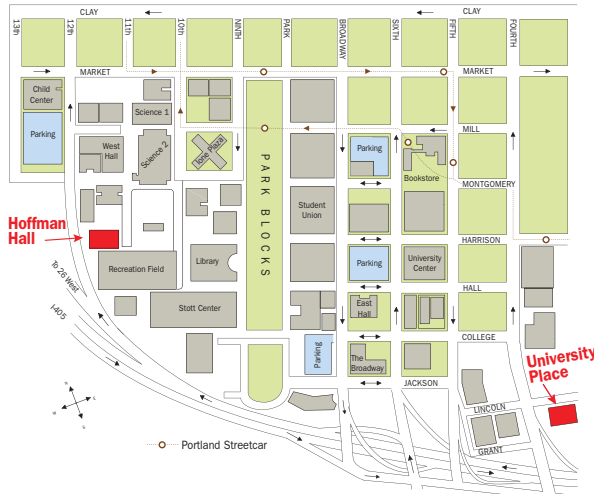 CLAY
CLAY
13th
12th
11th
10th
NINTH
PARK
BROADWAY
SIXTH
FIFTH
FOURTH
MARKET
MARKET
Child
Center
Parking
Science 1
Science 2
West
Hall
MILL
Parking
Bookstore
MONTGOMERY
PARK BLOCKS
Student
Union
Hoffman
Hall
HARRISON
Recreation Field
Library
Parking
University
Center
To 26 West
I-405
HALL
Stott Center
East
Hall
COLLEGE
Parking
The
Broadway
JACKSON
University
Place
LINCOLN
GRANT
Portland Streetcar